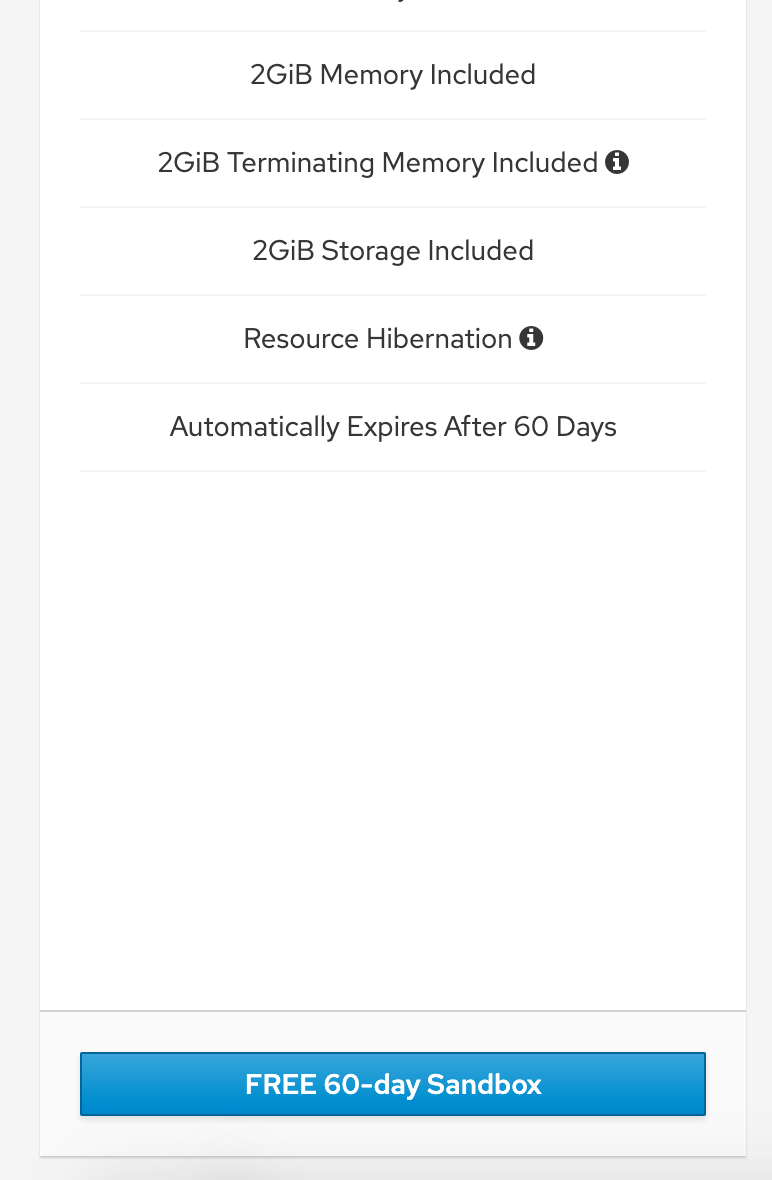 2GiB Memory Included
2GiB Terminating Memory Included
2GiB Storage Included
Resource Hibernation
Automatically Expires After 60 Days
FREE 60-day Sandbox